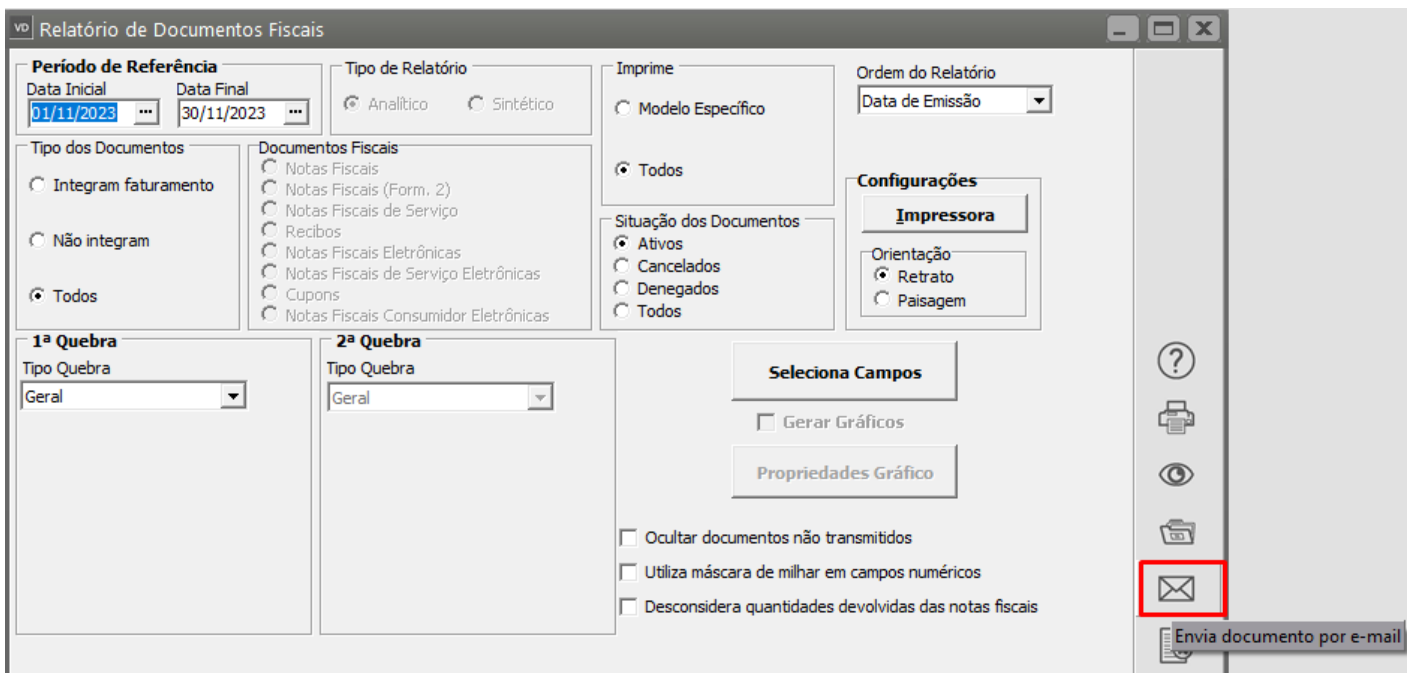 VD Relatório de Documentos Fiscais
Período de Referência
Data Inicial Data Final
01/11/2023 ... 30/11/2023 ...
Tipo de Relatório
Analítico Sintético
Imprime
Modelo Específico
Todos
Ordem do Relatório
Data de Emissão
Tipo dos Documentos
Integram faturamento
Não integram
Todos
Documentos Fiscais
Notas Fiscais
Notas Fiscais (Form. 2)
Notas Fiscais de Serviço
Recibos
Notas Fiscais Eletrônicas
Notas Fiscais de Serviço Eletrônicas
Cupons
Notas Fiscais Consumidor Eletrônicas
Situação dos Documentos
Ativos
Cancelados
Denegados
Todos
Configurações
Impressora
Orientação
Retrato
Paisagem
1ª Quebra
Tipo Quebra
Geral
2ª Quebra
Tipo Quebra
Geral
Seleciona Campos
Gerar Gráficos
Propriedades Gráfico
Ocultar documentos não transmitidos
Utiliza máscara de milhar em campos numéricos
Desconsidera quantidades devolvidas das notas fiscais
?
Envia documento por e-mail